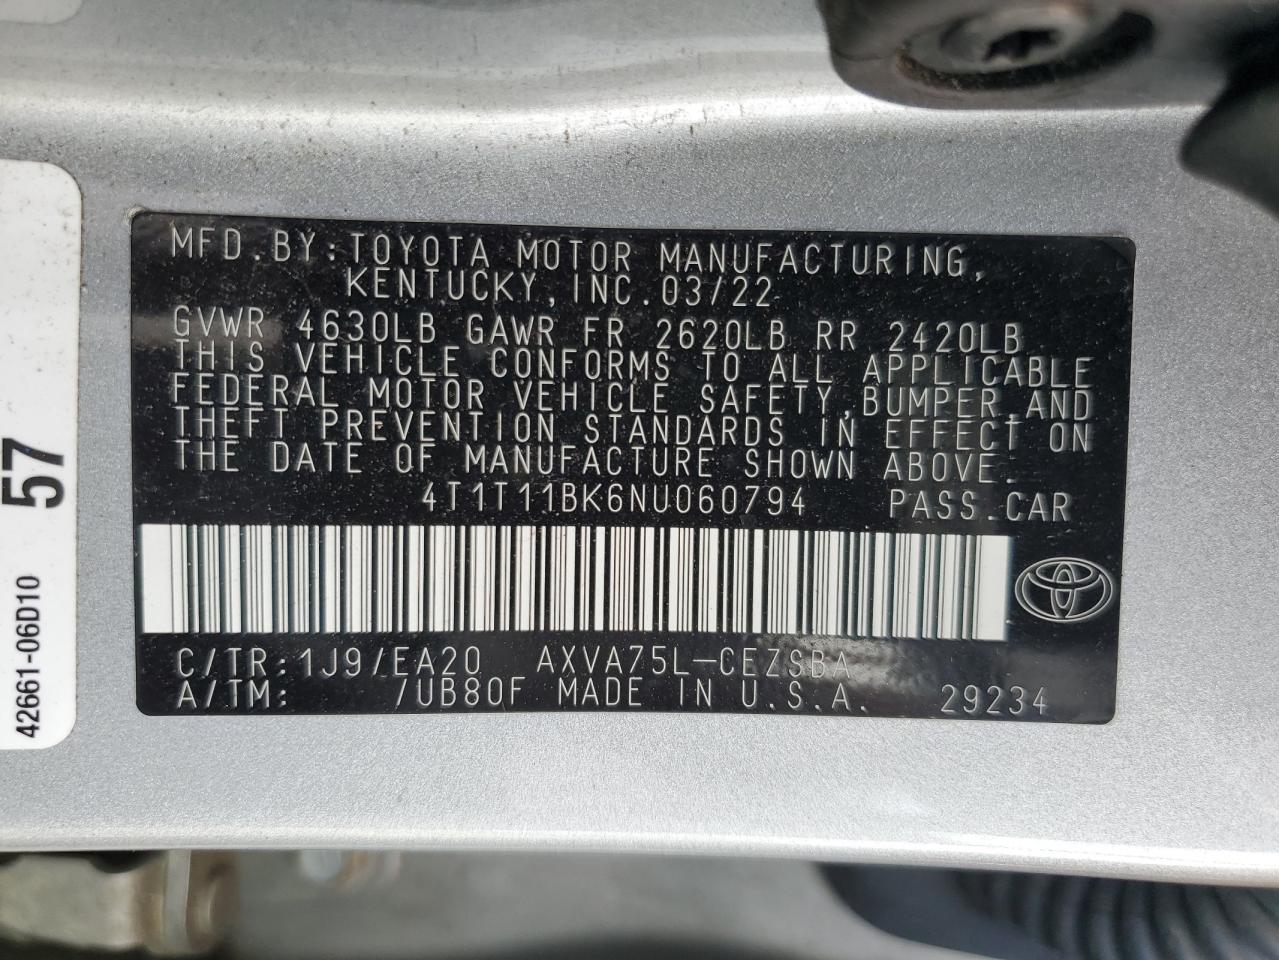 MFD.BY:TOYOTA MOTOR MANUFACTURING,
KENTUCKY,INC.03/22
GVWR 4630LB GAWR FR 2620LB RR 2420LB
THIS VEHICLE CONFORMS TO ALL APPLICABLE
FEDERAL MOTOR VEHICLE SAFETY,BUMPER,AND
THEFT PREVENTION STANDARDS IN EFFECT ON
THE DATE OF MANUFACTURE SHOWN ABOVE.
4T1T11BK6NU060794 PASS.CAR
C/TR:1J9/EA20 AXVA75L-CEZSBA
A/TM: /UB80F MADE IN U.S.A. 29234
57
42661-06D10